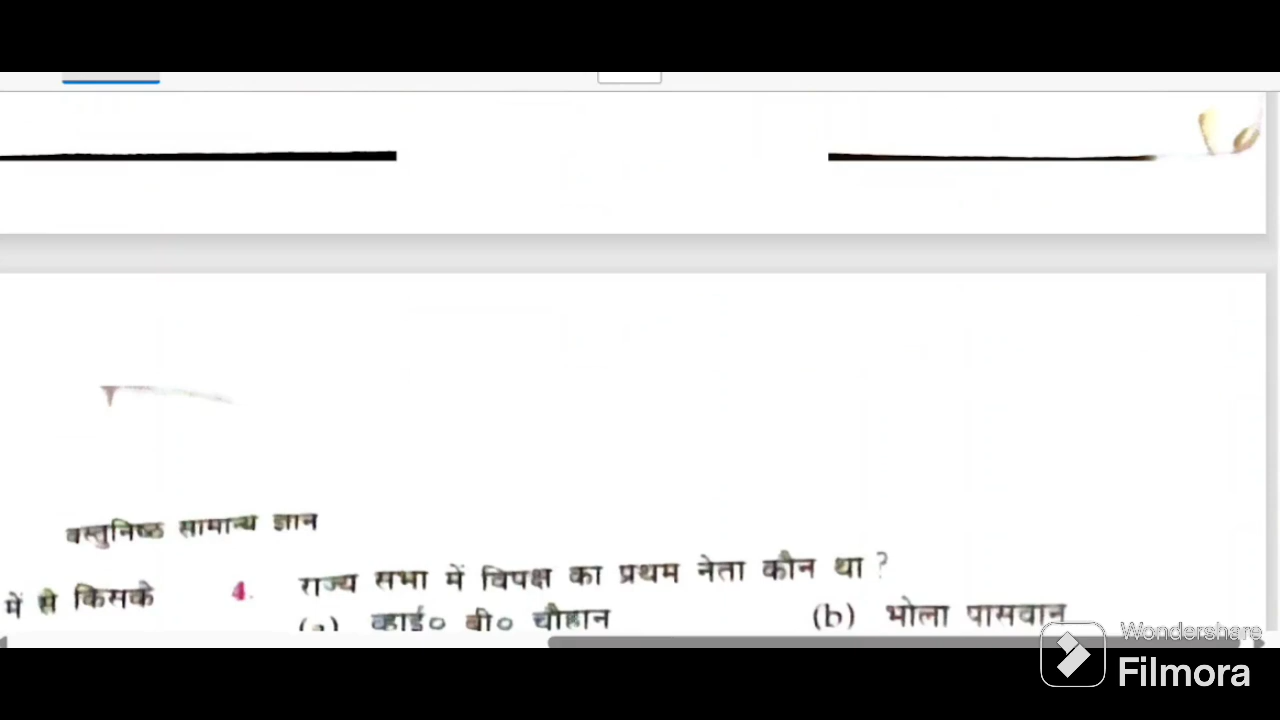 वस्तुनिष्ठ सामान्य ज्ञान
में से किसके
4. राज्य सभा में विपक्ष का प्रथम नेता कौन था ?
(a) व्हाई० बी० चौहान (b) भोला पासवान
Wondershare
Filmora